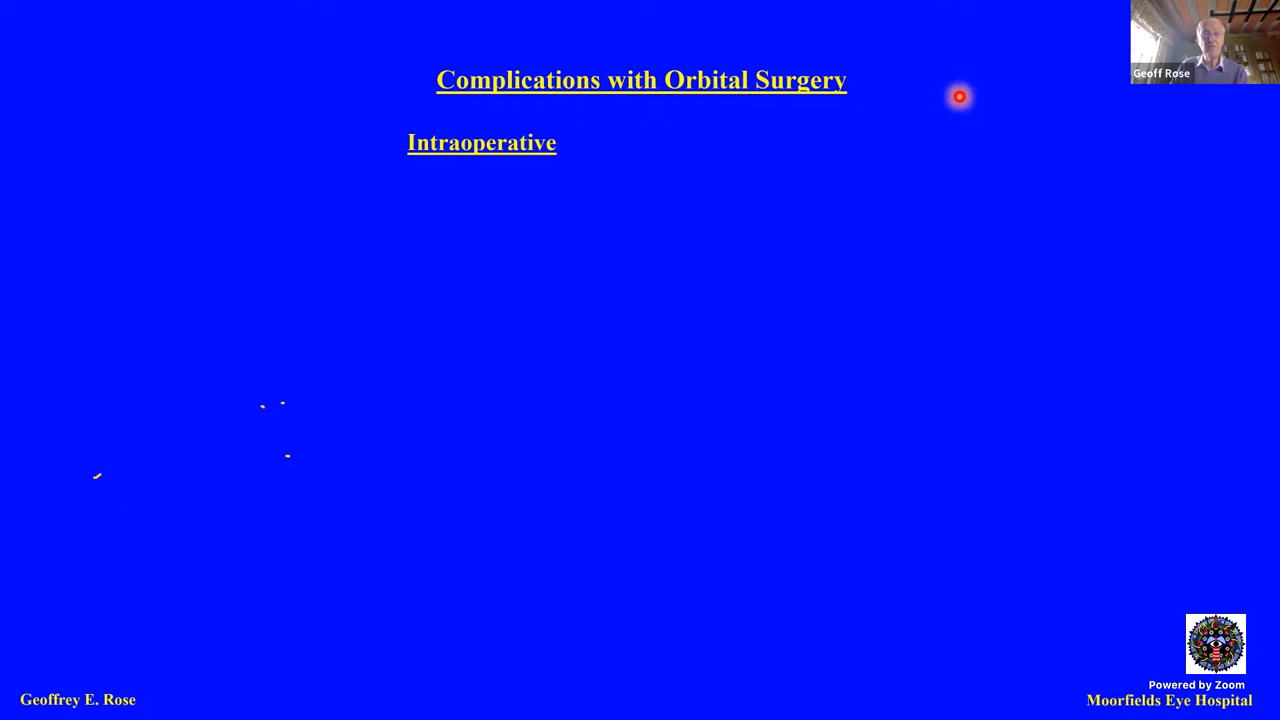 Complications with Orbital Surgery
Geoff Rose
Intraoperative
Powered by Zoom
Geoffrey E. Rose
Moorfields Eye Hospital